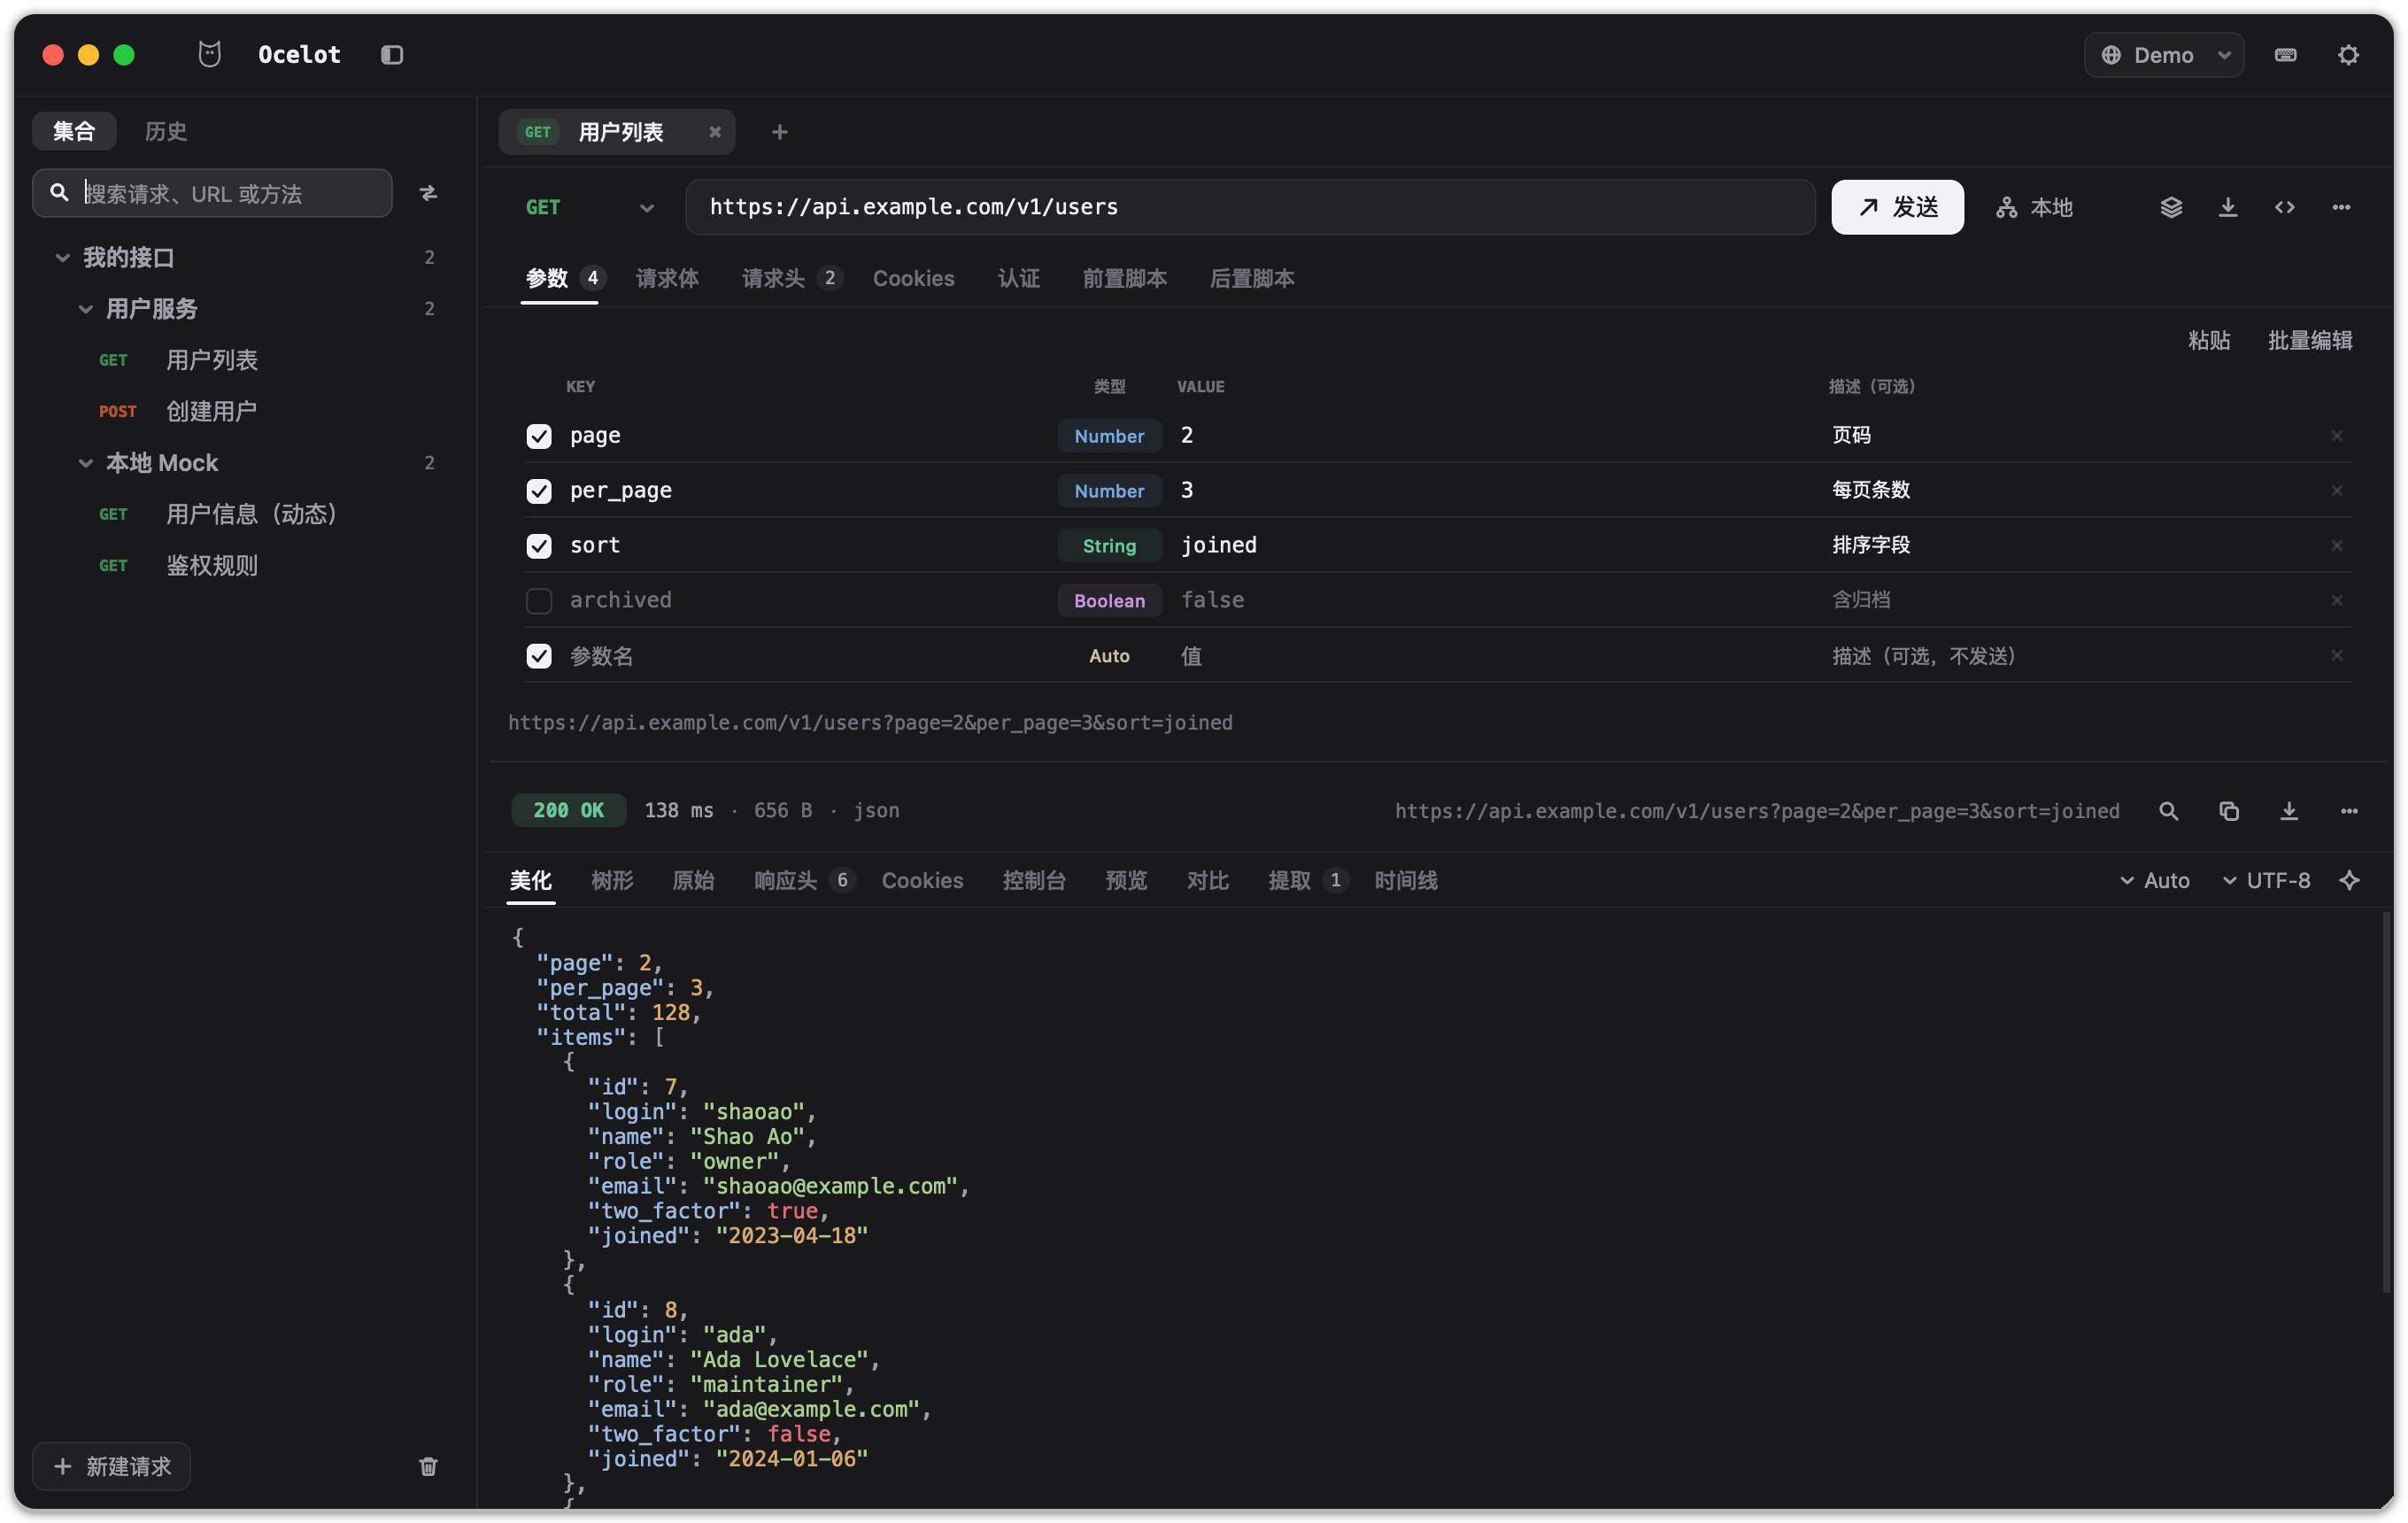 Ocelot
Demo
集合 历史
搜索请求、URL 或方法
我的接口 2
用户服务 2
GET 用户列表
POST 创建用户
本地 Mock 2
GET 用户信息（动态）
GET 鉴权规则
新建请求
GET 用户列表
GET https://api.example.com/v1/users 发送 本地
参数 4 请求体 请求头 2 Cookies 认证 前置脚本 后置脚本
粘贴 批量编辑
KEY 类型 VALUE 描述（可选）
page Number 2 页码
per_page Number 3 每页条数
sort String joined 排序字段
archived Boolean false 含归档
参数名 Auto 值 描述（可选，不发送）
https://api.example.com/v1/users?page=2&per_page=3&sort=joined
200 OK 138 ms · 656 B · json https://api.example.com/v1/users?page=2&per_page=3&sort=joined
美化 树形 原始 响应头 6 Cookies 控制台 预览 对比 提取 1 时间线 Auto UTF-8
{
  "page": 2,
  "per_page": 3,
  "total": 128,
  "items": [
    {
      "id": 7,
      "login": "shaoao",
      "name": "Shao Ao",
      "role": "owner",
      "email": "shaoao@example.com",
      "two_factor": true,
      "joined": "2023-04-18"
    },
    {
      "id": 8,
      "login": "ada",
      "name": "Ada Lovelace",
      "role": "maintainer",
      "email": "ada@example.com",
      "two_factor": false,
      "joined": "2024-01-06"
    },
    {